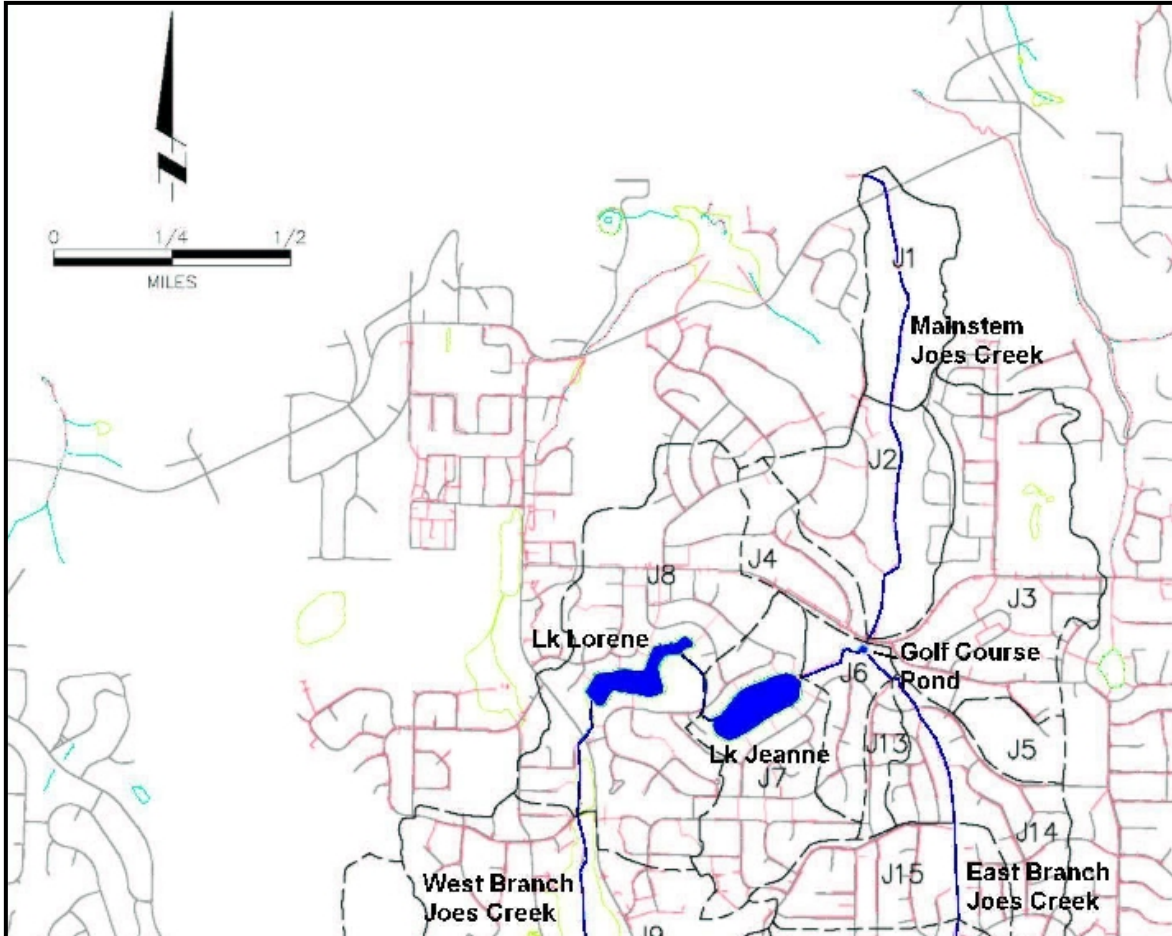 0 1/4 1/2
MILES
J1
Mainstem
Joes Creek
J2
J4
J8
J3
Lk Lorene
Golf Course
Pond
J6
J13
J5
Lk Jeanne
J7
J14
West Branch
Joes Creek
J15
East Branch
Joes Creek
J9